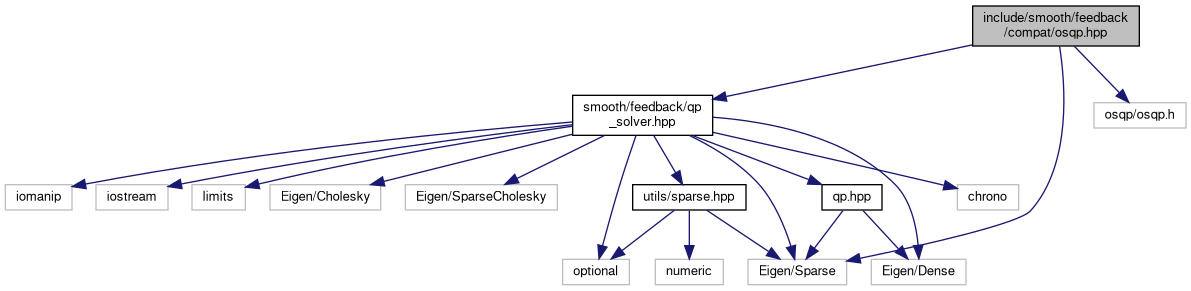 include/smooth/feedback
/compat/osqp.hpp
smooth/feedback/qp
_solver.hpp
osqp/osqp.h
iomanip
iostream
limits
Eigen/Cholesky
Eigen/SparseCholesky
utils/sparse.hpp
qp.hpp
chrono
optional
numeric
Eigen/Sparse
Eigen/Dense